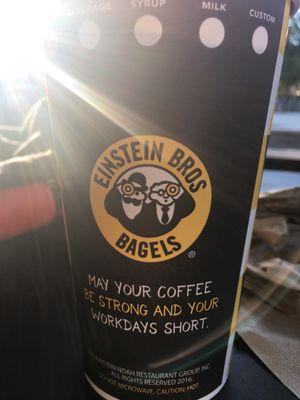 BEVERAGE SYRUP MILK CUSTOM
EINSTEIN BROS
BAGELS®
MAY YOUR COFFEE
BE STRONG AND YOUR
WORKDAYS SHORT.
EINSTEIN NOAH RESTAURANT GROUP, INC.
ALL RIGHTS RESERVED 2016.
DO NOT MICROWAVE. CAUTION: HOT